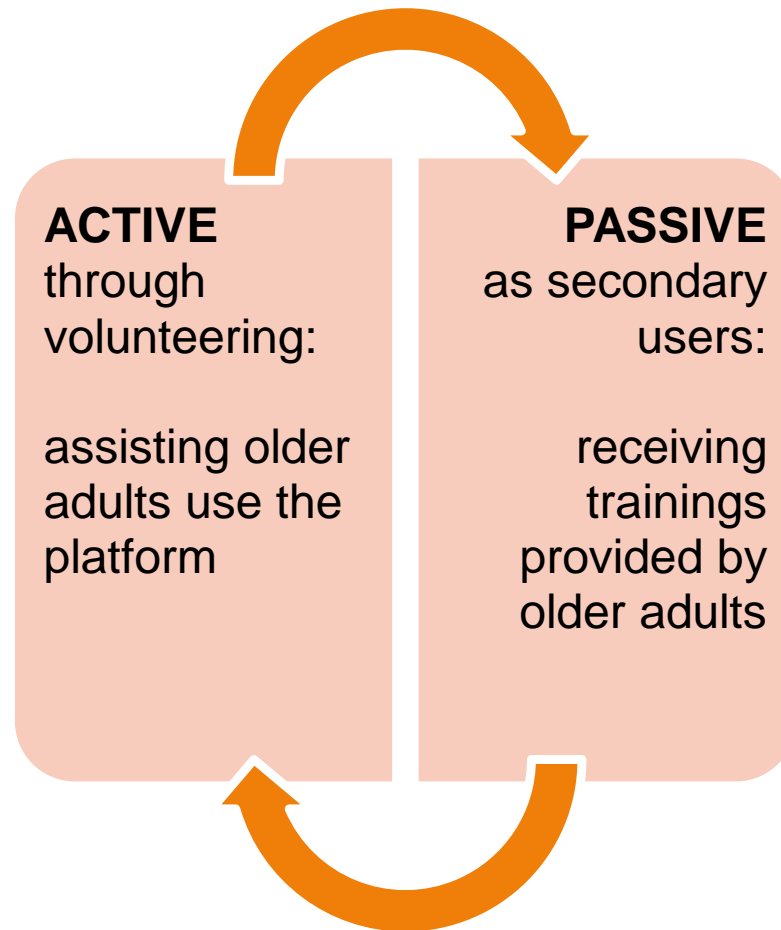 ACTIVE
through
volunteering:
assisting older
adults use the
platform
PASSIVE
as secondary
users:
receiving
trainings
provided by
older adults